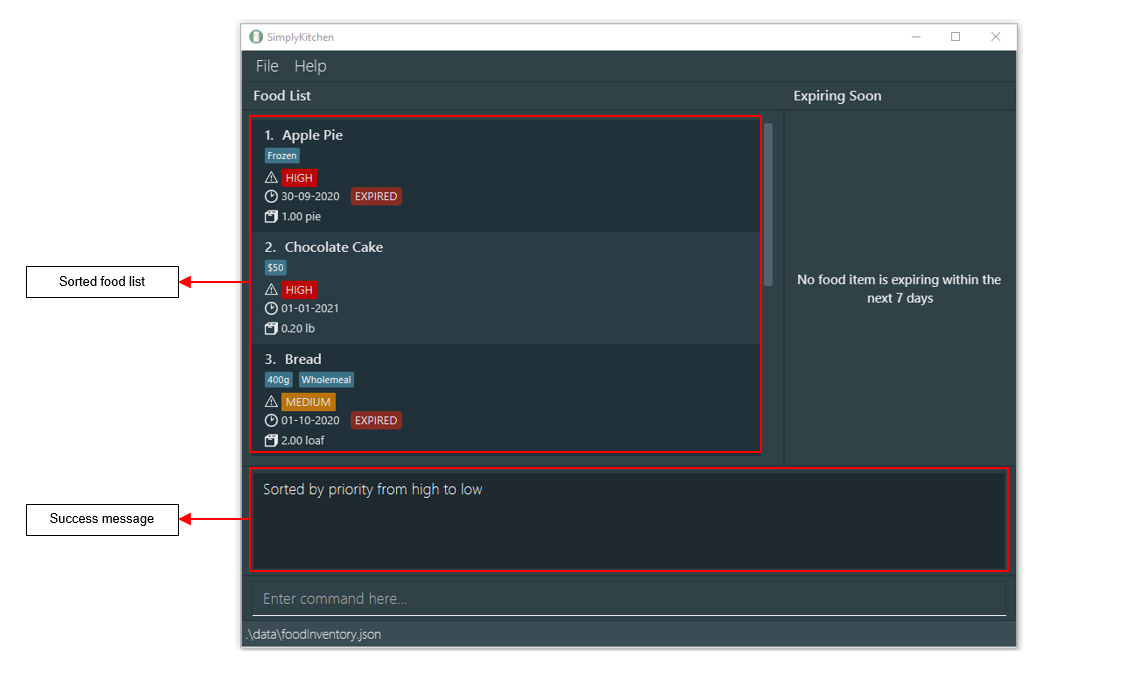 SimplyKitchen
File Help
Food List
Expiring Soon
1. Apple Pie
Frozen
HIGH
30-09-2020 EXPIRED
1.00 pie
2. Chocolate Cake
$50
HIGH
01-01-2021
0.20 lb
3. Bread
400g Wholemeal
MEDIUM
01-10-2020 EXPIRED
2.00 loaf
No food item is expiring within the
next 7 days
Sorted food list
Sorted by priority from high to low
Success message
Enter command here...
.\data\foodInventory.json